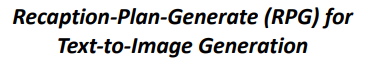 Recaption-Plan-Generate (RPG) for
Text-to-Image Generation